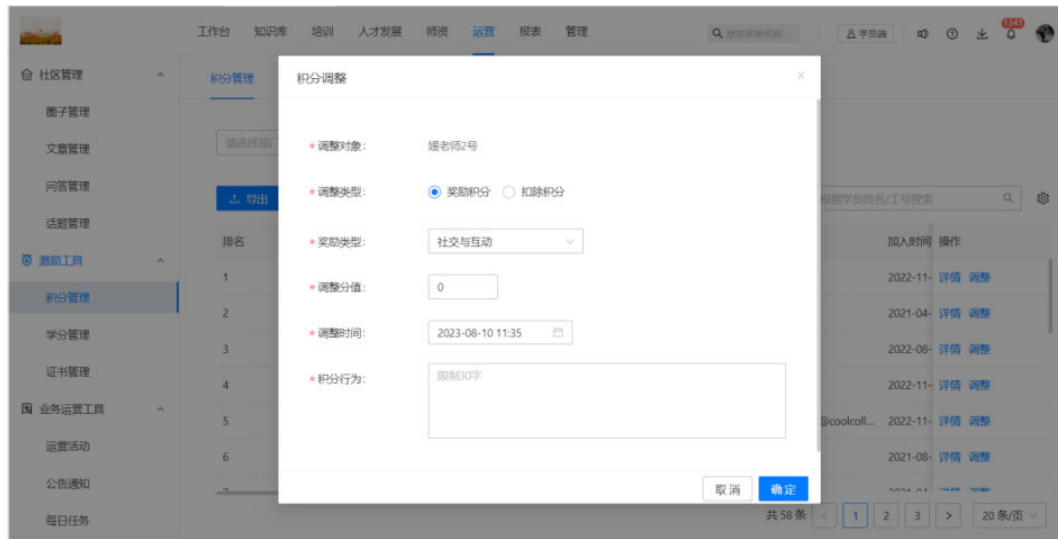 工作台 知识库 培训 人才发展 师资 运营 报表 管理 学员端 1341
社区管理
圈子管理
文章管理
问答管理
话题管理
激励工具
积分管理
学分管理
证书管理
业务运营工具
运营活动
公告通知
每日任务
积分管理
请选择部门
导出
根据学员姓名/工号搜索
排名 加入时间 操作
1 2022-11- 详情 调整
2 2021-04- 详情 调整
3 2022-08- 详情 调整
4 2022-11- 详情 调整
5 @coolcoll... 2022-11- 详情 调整
6 2021-08- 详情 调整
共 58 条 < 1 2 3 > 20 条/页
积分调整 ×
* 调整对象: 媛老师2号
* 调整类型: 奖励积分 扣除积分
* 奖励类型: 社交与互动
* 调整分值: 0
* 调整时间: 2023-08-10 11:35
* 积分行为: 限制30字
取 消 确 定